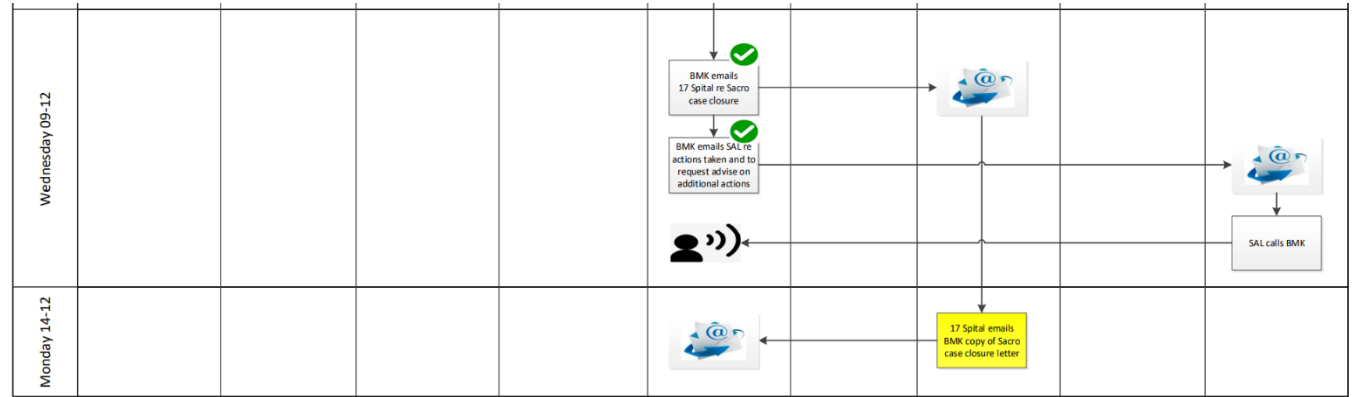 Wednesday 09-12
BMK emails
17 Spital re Sacro
case closure
@
BMK emails SAL re
actions taken and to
request advise on
additional actions
@
SAL calls BMK
Monday 14-12
@
17 Spital emails
BMK copy of Sacro
case closure letter